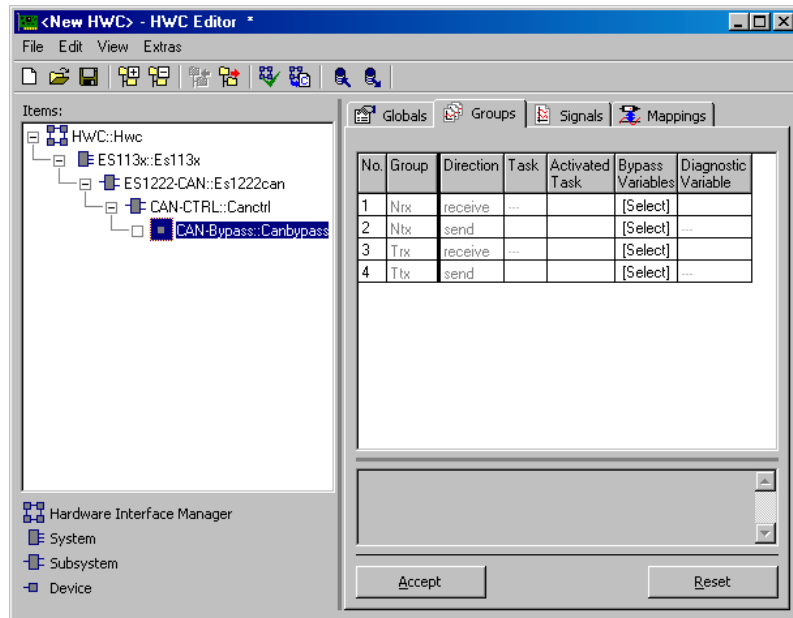 <New HWC> - HWC Editor *
File Edit View Extras
Items:
HWC::Hwc
ES113x::Es113x
ES1222-CAN::Es1222can
CAN-CTRL::Canctrl
CAN-Bypass::Canbypass
Hardware Interface Manager
System
Subsystem
Device
Globals Groups Signals Mappings
No. Group Direction Task Activated Task Bypass Variables Diagnostic Variable
1 Nrx receive --- [Select]
2 Ntx send [Select] ---
3 Trx receive --- [Select]
4 Ttx send [Select] ---
Accept Reset